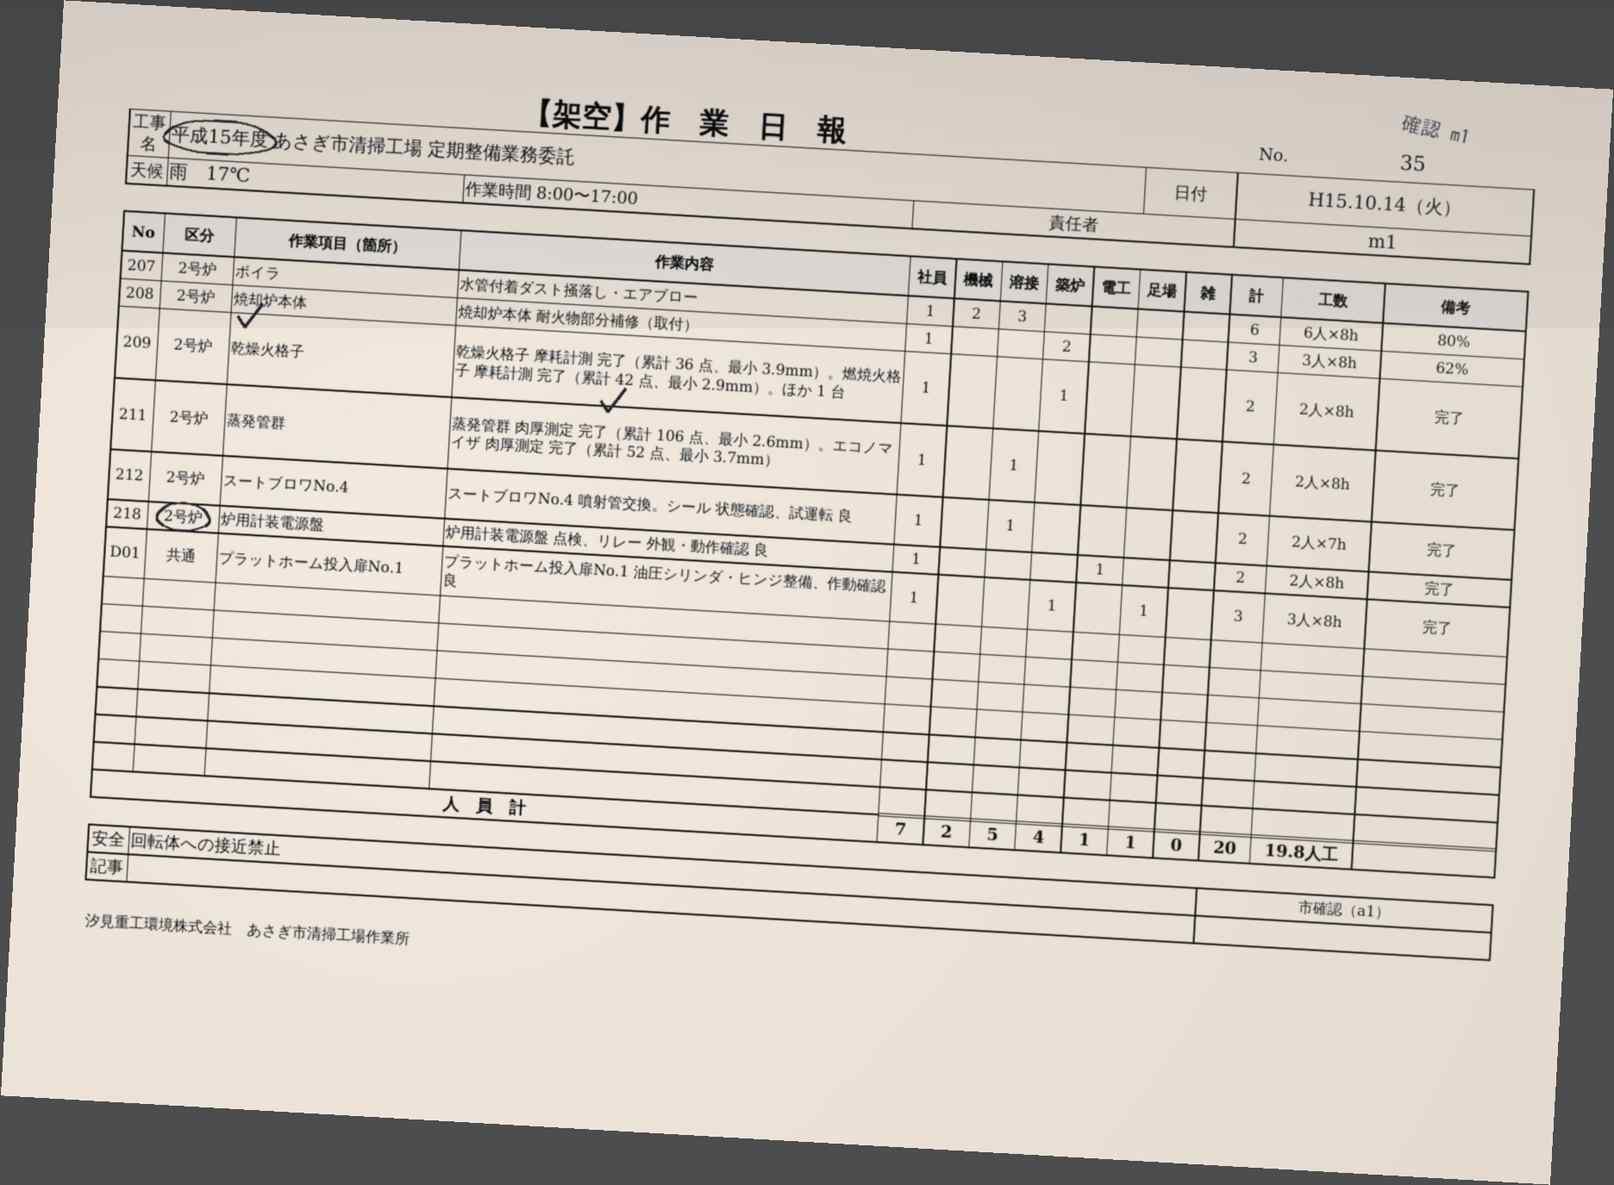 【架空】作 業 日 報
確認 m1
No. 35
工事名 平成15年度 あさぎ市清掃工場 定期整備業務委託 日付 H15.10.14（火）
天候 雨 17℃ 作業時間 8:00〜17:00 責任者 m1
No 区分 作業項目（箇所） 作業内容 社員 機械 溶接 築炉 電工 足場 雑 計 工数 備考
207 2号炉 ボイラ 水管付着ダスト掻落し・エアブロー 1 2 3 6 6人×8h 80%
208 2号炉 焼却炉本体 焼却炉本体 耐火物部分補修（取付） 1 2 3 3人×8h 62%
209 2号炉 乾燥火格子 乾燥火格子 摩耗計測 完了（累計 36 点、最小 3.9mm）。燃焼火格
子 摩耗計測 完了（累計 42 点、最小 2.9mm）。ほか 1 台 1 1 2 2人×8h 完了
211 2号炉 蒸発管群 蒸発管群 肉厚測定 完了（累計 106 点、最小 2.6mm）。エコノマ
イザ 肉厚測定 完了（累計 52 点、最小 3.7mm） 1 1 2 2人×8h 完了
212 2号炉 スートブロワNo.4 スートブロワNo.4 噴射管交換。シール 状態確認、試運転 良 1 1 2 2人×7h 完了
218 2号炉 炉用計装電源盤 炉用計装電源盤 点検、リレー 外観・動作確認 良 1 1 2 2人×8h 完了
D01 共通 プラットホーム投入扉No.1 プラットホーム投入扉No.1 油圧シリンダ・ヒンジ整備、作動確認
良 1 1 1 3 3人×8h 完了
人 員 計 7 2 5 4 1 1 0 20 19.8人工
安全 回転体への接近禁止
記事
市確認（a1）
汐見重工環境株式会社 あさぎ市清掃工場作業所